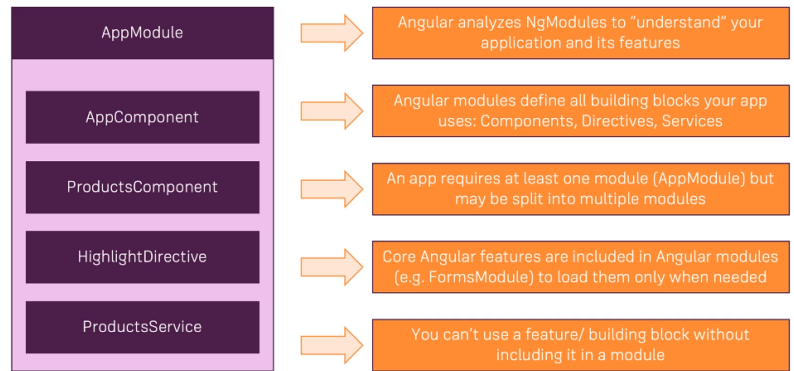 AppModule
Angular analyzes NgModules to “understand” your
application and its features
AppComponent
Angular modules define all building blocks your app
uses: Components, Directives, Services
ProductsComponent
An app requires at least one module (AppModule) but
may be split into multiple modules
HighlightDirective
Core Angular features are included in Angular modules
(e.g. FormsModule) to load them only when needed
ProductsService
You can’t use a feature/ building block without
including it in a module